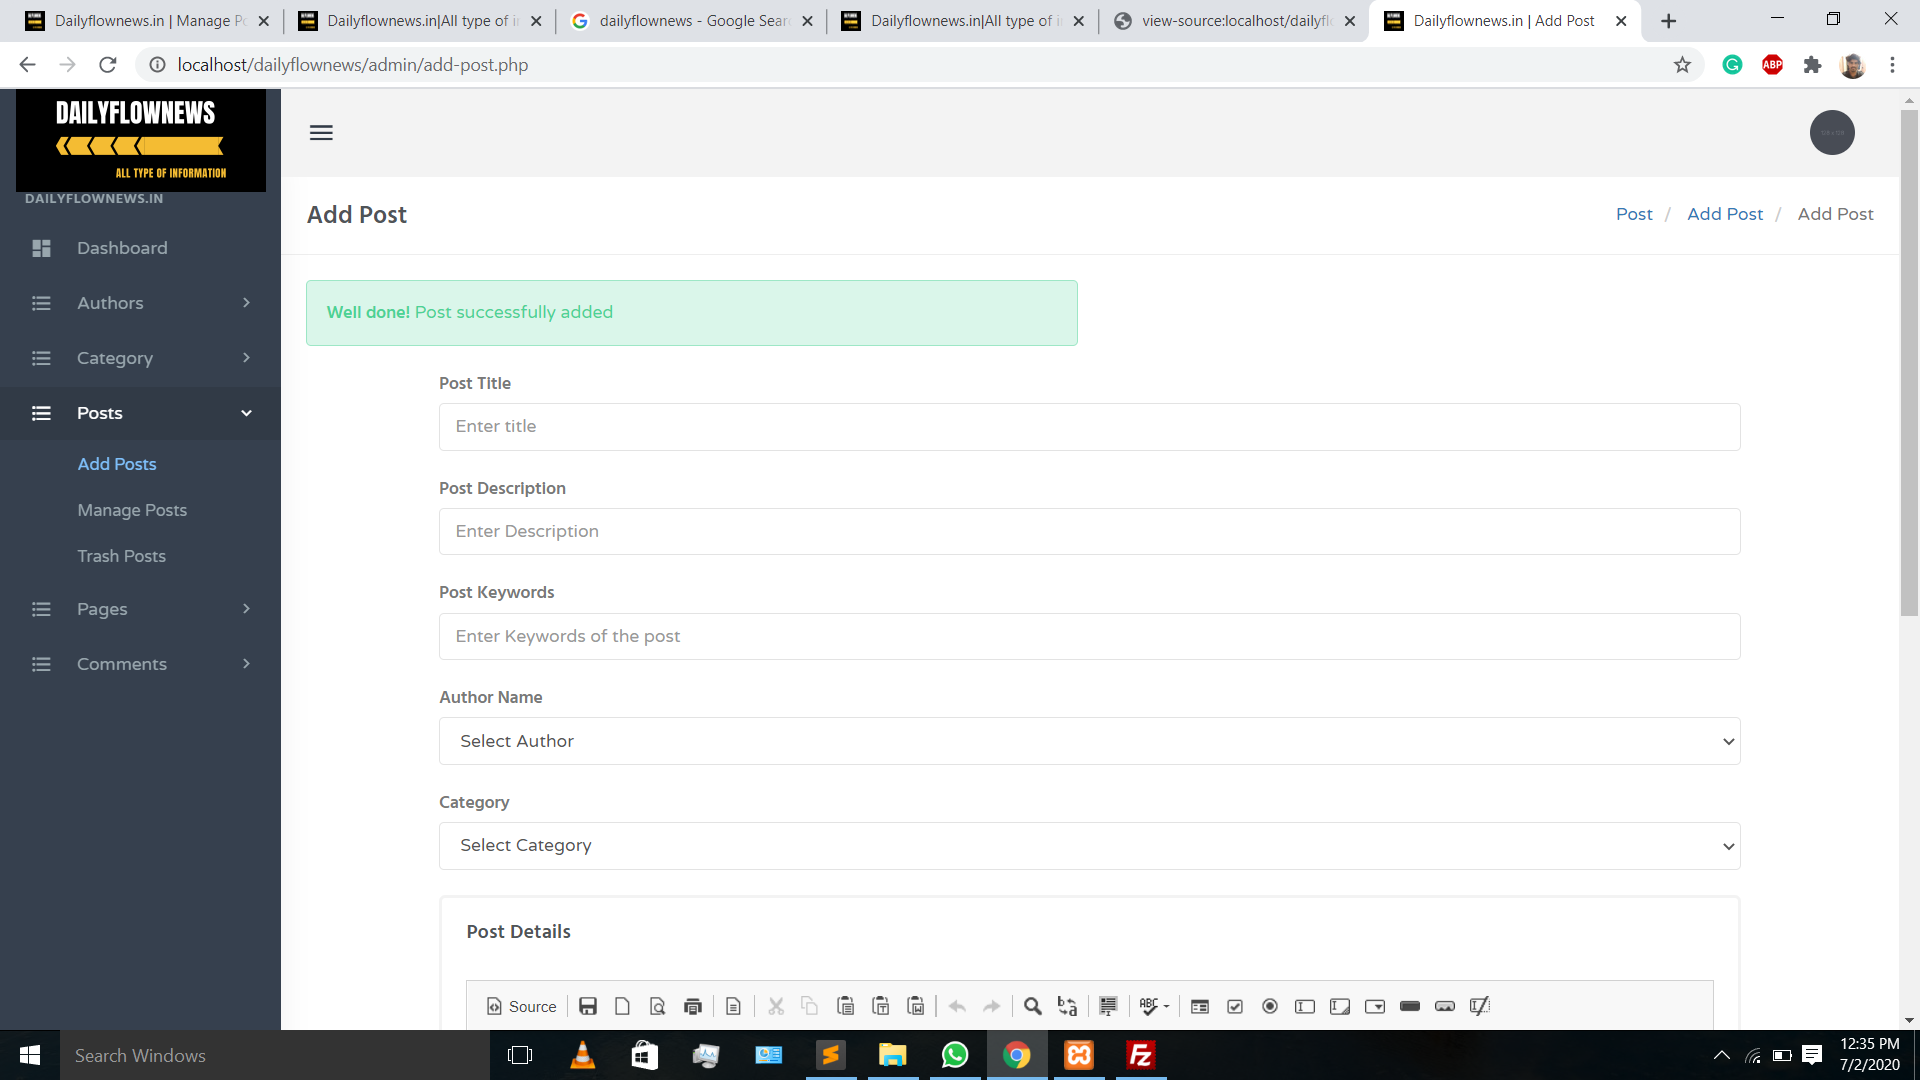 Dailyflownews.in | Manage Po
Dailyflownews.in|All type of in
dailyflownews - Google Sear
Dailyflownews.in|All type of in
view-source:localhost/dailyfl
Dailyflownews.in | Add Post
localhost/dailyflownews/admin/add-post.php
ABP
DAILYFLOWNEWS
ALL TYPE OF INFORMATION
DAILYFLOWNEWS.IN
Dashboard
Authors
Category
Posts
Add Posts
Manage Posts
Trash Posts
Pages
Comments
Add Post
Post / Add Post / Add Post
Well done! Post successfully added
Post Title
Enter title
Post Description
Enter Description
Post Keywords
Enter Keywords of the post
Author Name
Select Author
Category
Select Category
Post Details
Source
Search Windows
12:35 PM
7/2/2020